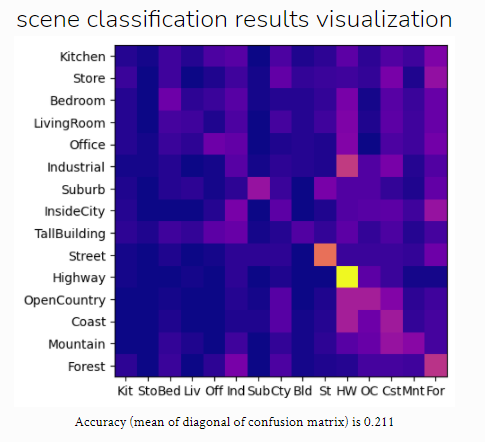 scene classification results visualization
Kitchen
Store
Bedroom
LivingRoom
Office
Industrial
Suburb
InsideCity
TallBuilding
Street
Highway
OpenCountry
Coast
Mountain
Forest
Kit Sto Bed Liv Off Ind Sub Cty Bld St HW OC Cst Mnt For
Accuracy (mean of diagonal of confusion matrix) is 0.211